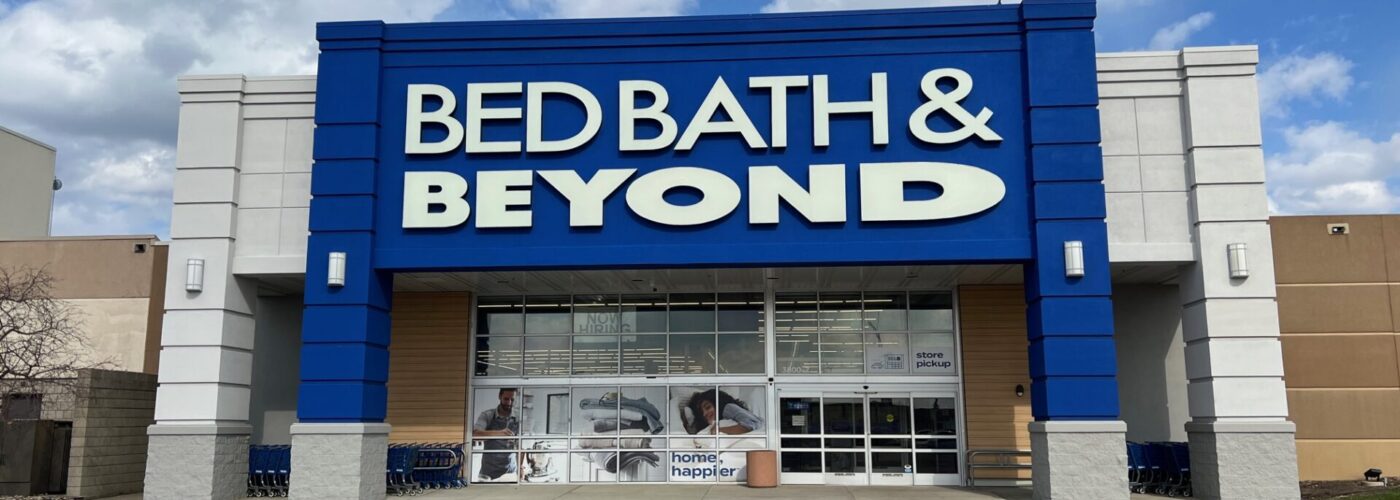 BED BATH &
BEYOND
NOW
HIRING
store
pickup
home,
happier